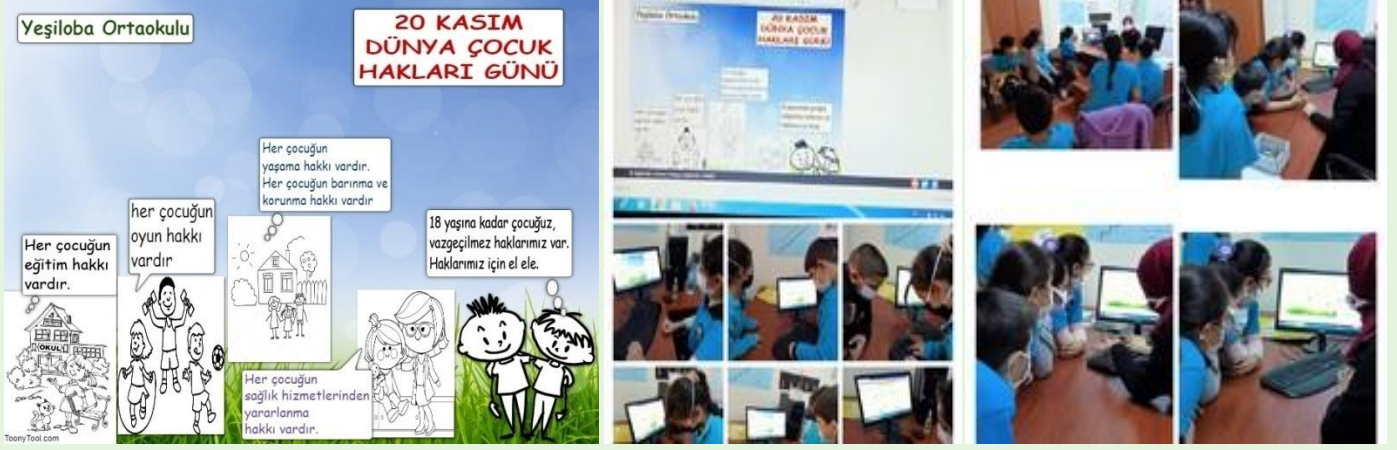 Yeşiloba Ortaokulu
20 KASIM
DÜNYA ÇOCUK
HAKLARI GÜNÜ
Her çocuğun
yaşama hakkı vardır.
Her çocuğun barınma ve
korunma hakkı vardır
her çocuğun
oyun hakkı
vardır
18 yaşına kadar çocuğuz,
vazgeçilmez haklarımız var.
Haklarımız için el ele.
Her çocuğun
eğitim hakkı
vardır.
OKUL
Her çocuğun
sağlık hizmetlerinden
yararlanma
hakkı vardır.
ToonyTool.com
Yeşiloba Ortaokulu
20 KASIM
DÜNYA ÇOCUK
HAKLARI GÜNÜ